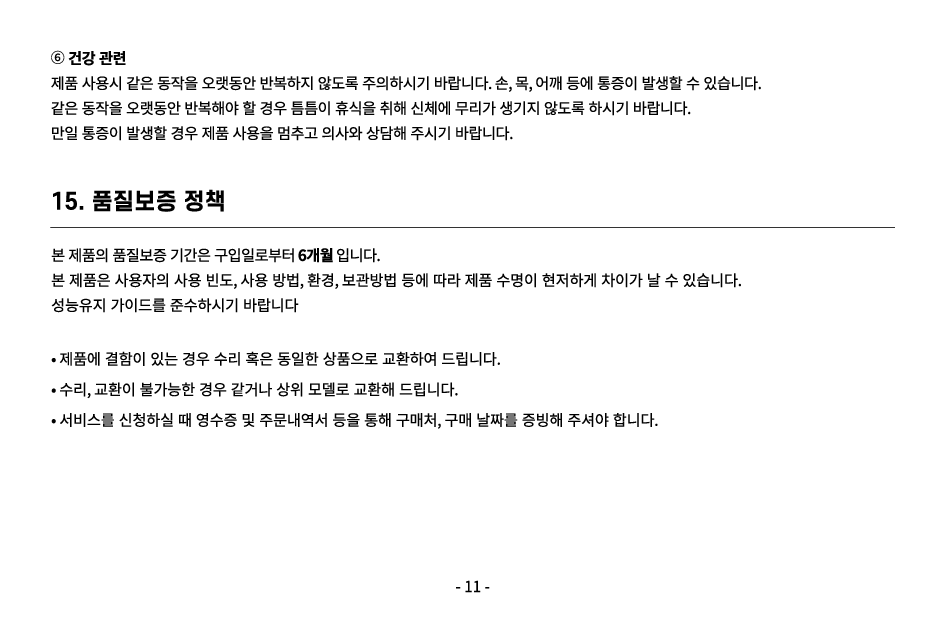 ⑥ 건강 관련
제품 사용시 같은 동작을 오랫동안 반복하지 않도록 주의하시기 바랍니다. 손, 목, 어깨 등에 통증이 발생할 수 있습니다.
같은 동작을 오랫동안 반복해야 할 경우 틈틈이 휴식을 취해 신체에 무리가 생기지 않도록 하시기 바랍니다.
만일 통증이 발생할 경우 제품 사용을 멈추고 의사와 상담해 주시기 바랍니다.
15. 품질보증 정책
본 제품의 품질보증 기간은 구입일로부터 6개월 입니다.
본 제품은 사용자의 사용 빈도, 사용 방법, 환경, 보관방법 등에 따라 제품 수명이 현저하게 차이가 날 수 있습니다.
성능유지 가이드를 준수하시기 바랍니다
• 제품에 결함이 있는 경우 수리 혹은 동일한 상품으로 교환하여 드립니다.
• 수리, 교환이 불가능한 경우 같거나 상위 모델로 교환해 드립니다.
• 서비스를 신청하실 때 영수증 및 주문내역서 등을 통해 구매처, 구매 날짜를 증빙해 주셔야 합니다.
- 11 -